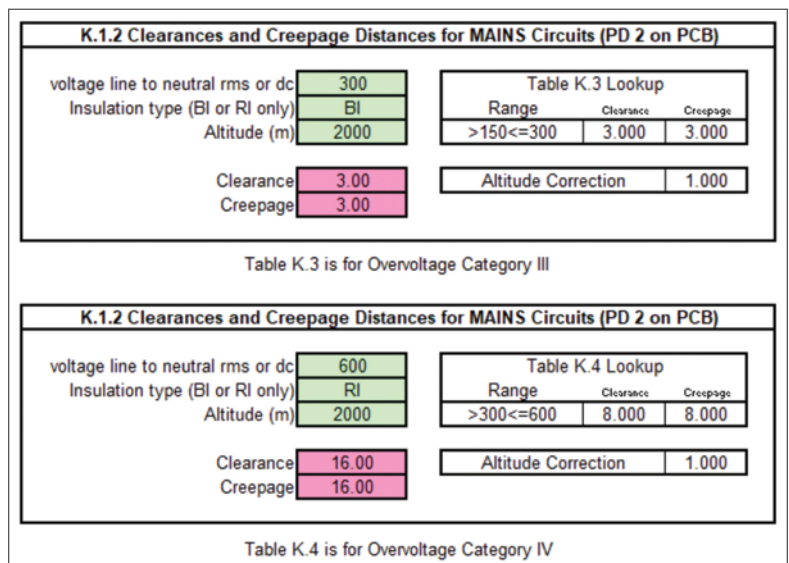 K.1.2 Clearances and Creepage Distances for MAINS Circuits (PD 2 on PCB)
voltage line to neutral rms or dc 300
Insulation type (BI or RI only) BI
Altitude (m) 2000
Table K.3 Lookup
Range Clearance Creepage
>150<=300 3.000 3.000
Clearance 3.00
Creepage 3.00
Altitude Correction 1.000
Table K.3 is for Overvoltage Category III
K.1.2 Clearances and Creepage Distances for MAINS Circuits (PD 2 on PCB)
voltage line to neutral rms or dc 600
Insulation type (BI or RI only) RI
Altitude (m) 2000
Table K.4 Lookup
Range Clearance Creepage
>300<=600 8.000 8.000
Clearance 16.00
Creepage 16.00
Altitude Correction 1.000
Table K.4 is for Overvoltage Category IV